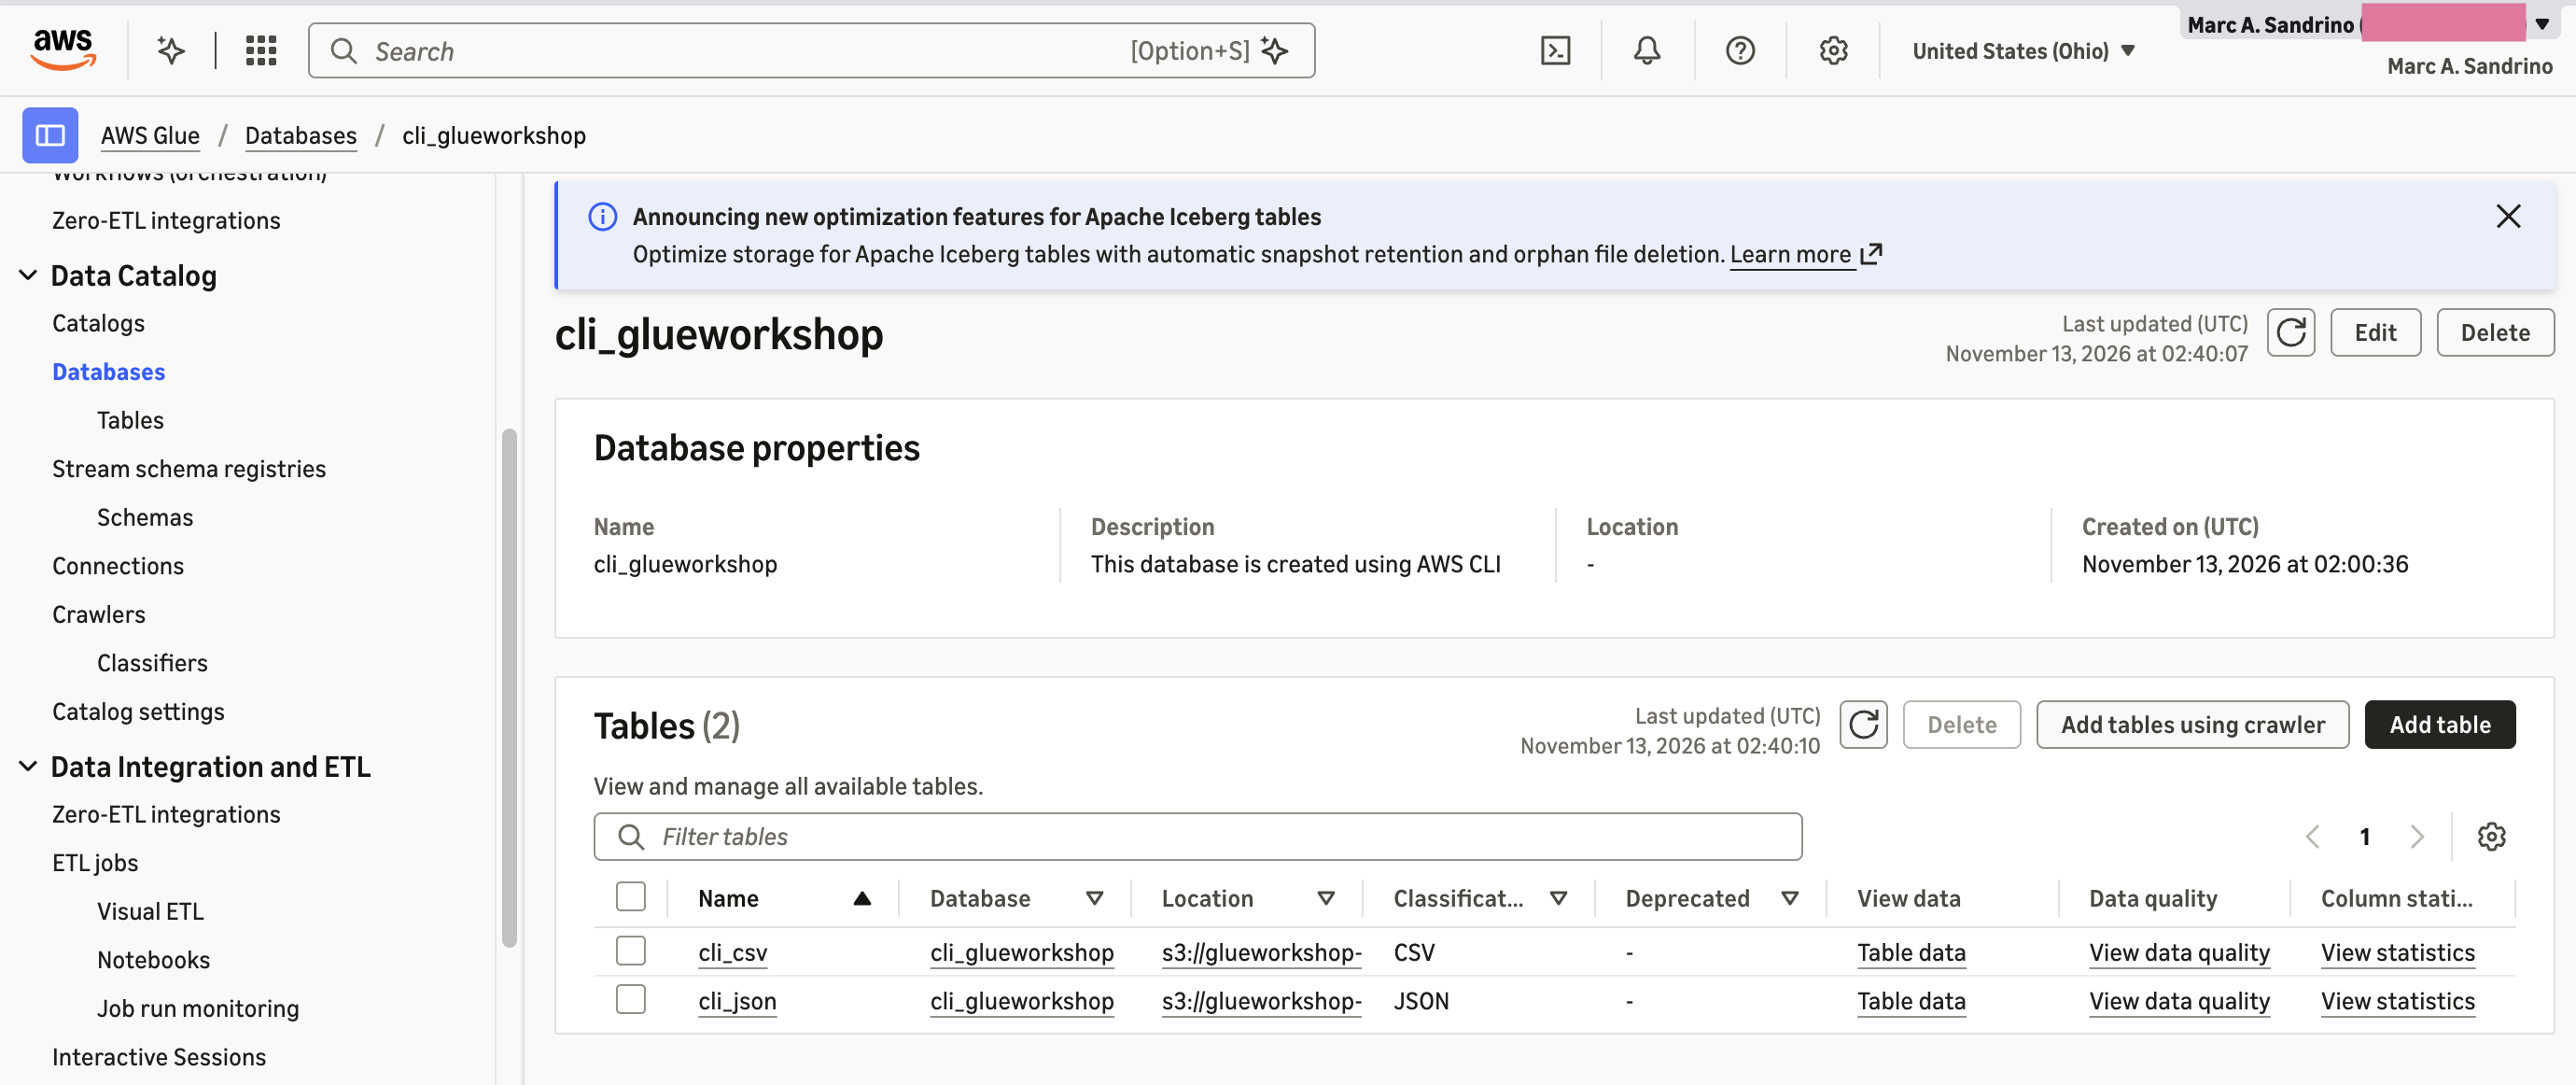 aws
Search [Option+S]
United States (Ohio)
Marc A. Sandrino (
Marc A. Sandrino
AWS Glue / Databases / cli_glueworkshop
Workflows (orchestration)
Zero-ETL integrations
Data Catalog
Catalogs
Databases
Tables
Stream schema registries
Schemas
Connections
Crawlers
Classifiers
Catalog settings
Data Integration and ETL
Zero-ETL integrations
ETL jobs
Visual ETL
Notebooks
Job run monitoring
Interactive Sessions
Announcing new optimization features for Apache Iceberg tables
Optimize storage for Apache Iceberg tables with automatic snapshot retention and orphan file deletion. Learn more
cli_glueworkshop
Last updated (UTC)
November 13, 2026 at 02:40:07
Edit
Delete
Database properties
Name
cli_glueworkshop
Description
This database is created using AWS CLI
Location
-
Created on (UTC)
November 13, 2026 at 02:00:36
Tables (2)
Last updated (UTC)
November 13, 2026 at 02:40:10
Delete
Add tables using crawler
Add table
View and manage all available tables.
Filter tables
1
Name Database Location Classificat... Deprecated View data Data quality Column stati...
cli_csv cli_glueworkshop s3://glueworkshop- CSV - Table data View data quality View statistics
cli_json cli_glueworkshop s3://glueworkshop- JSON - Table data View data quality View statistics